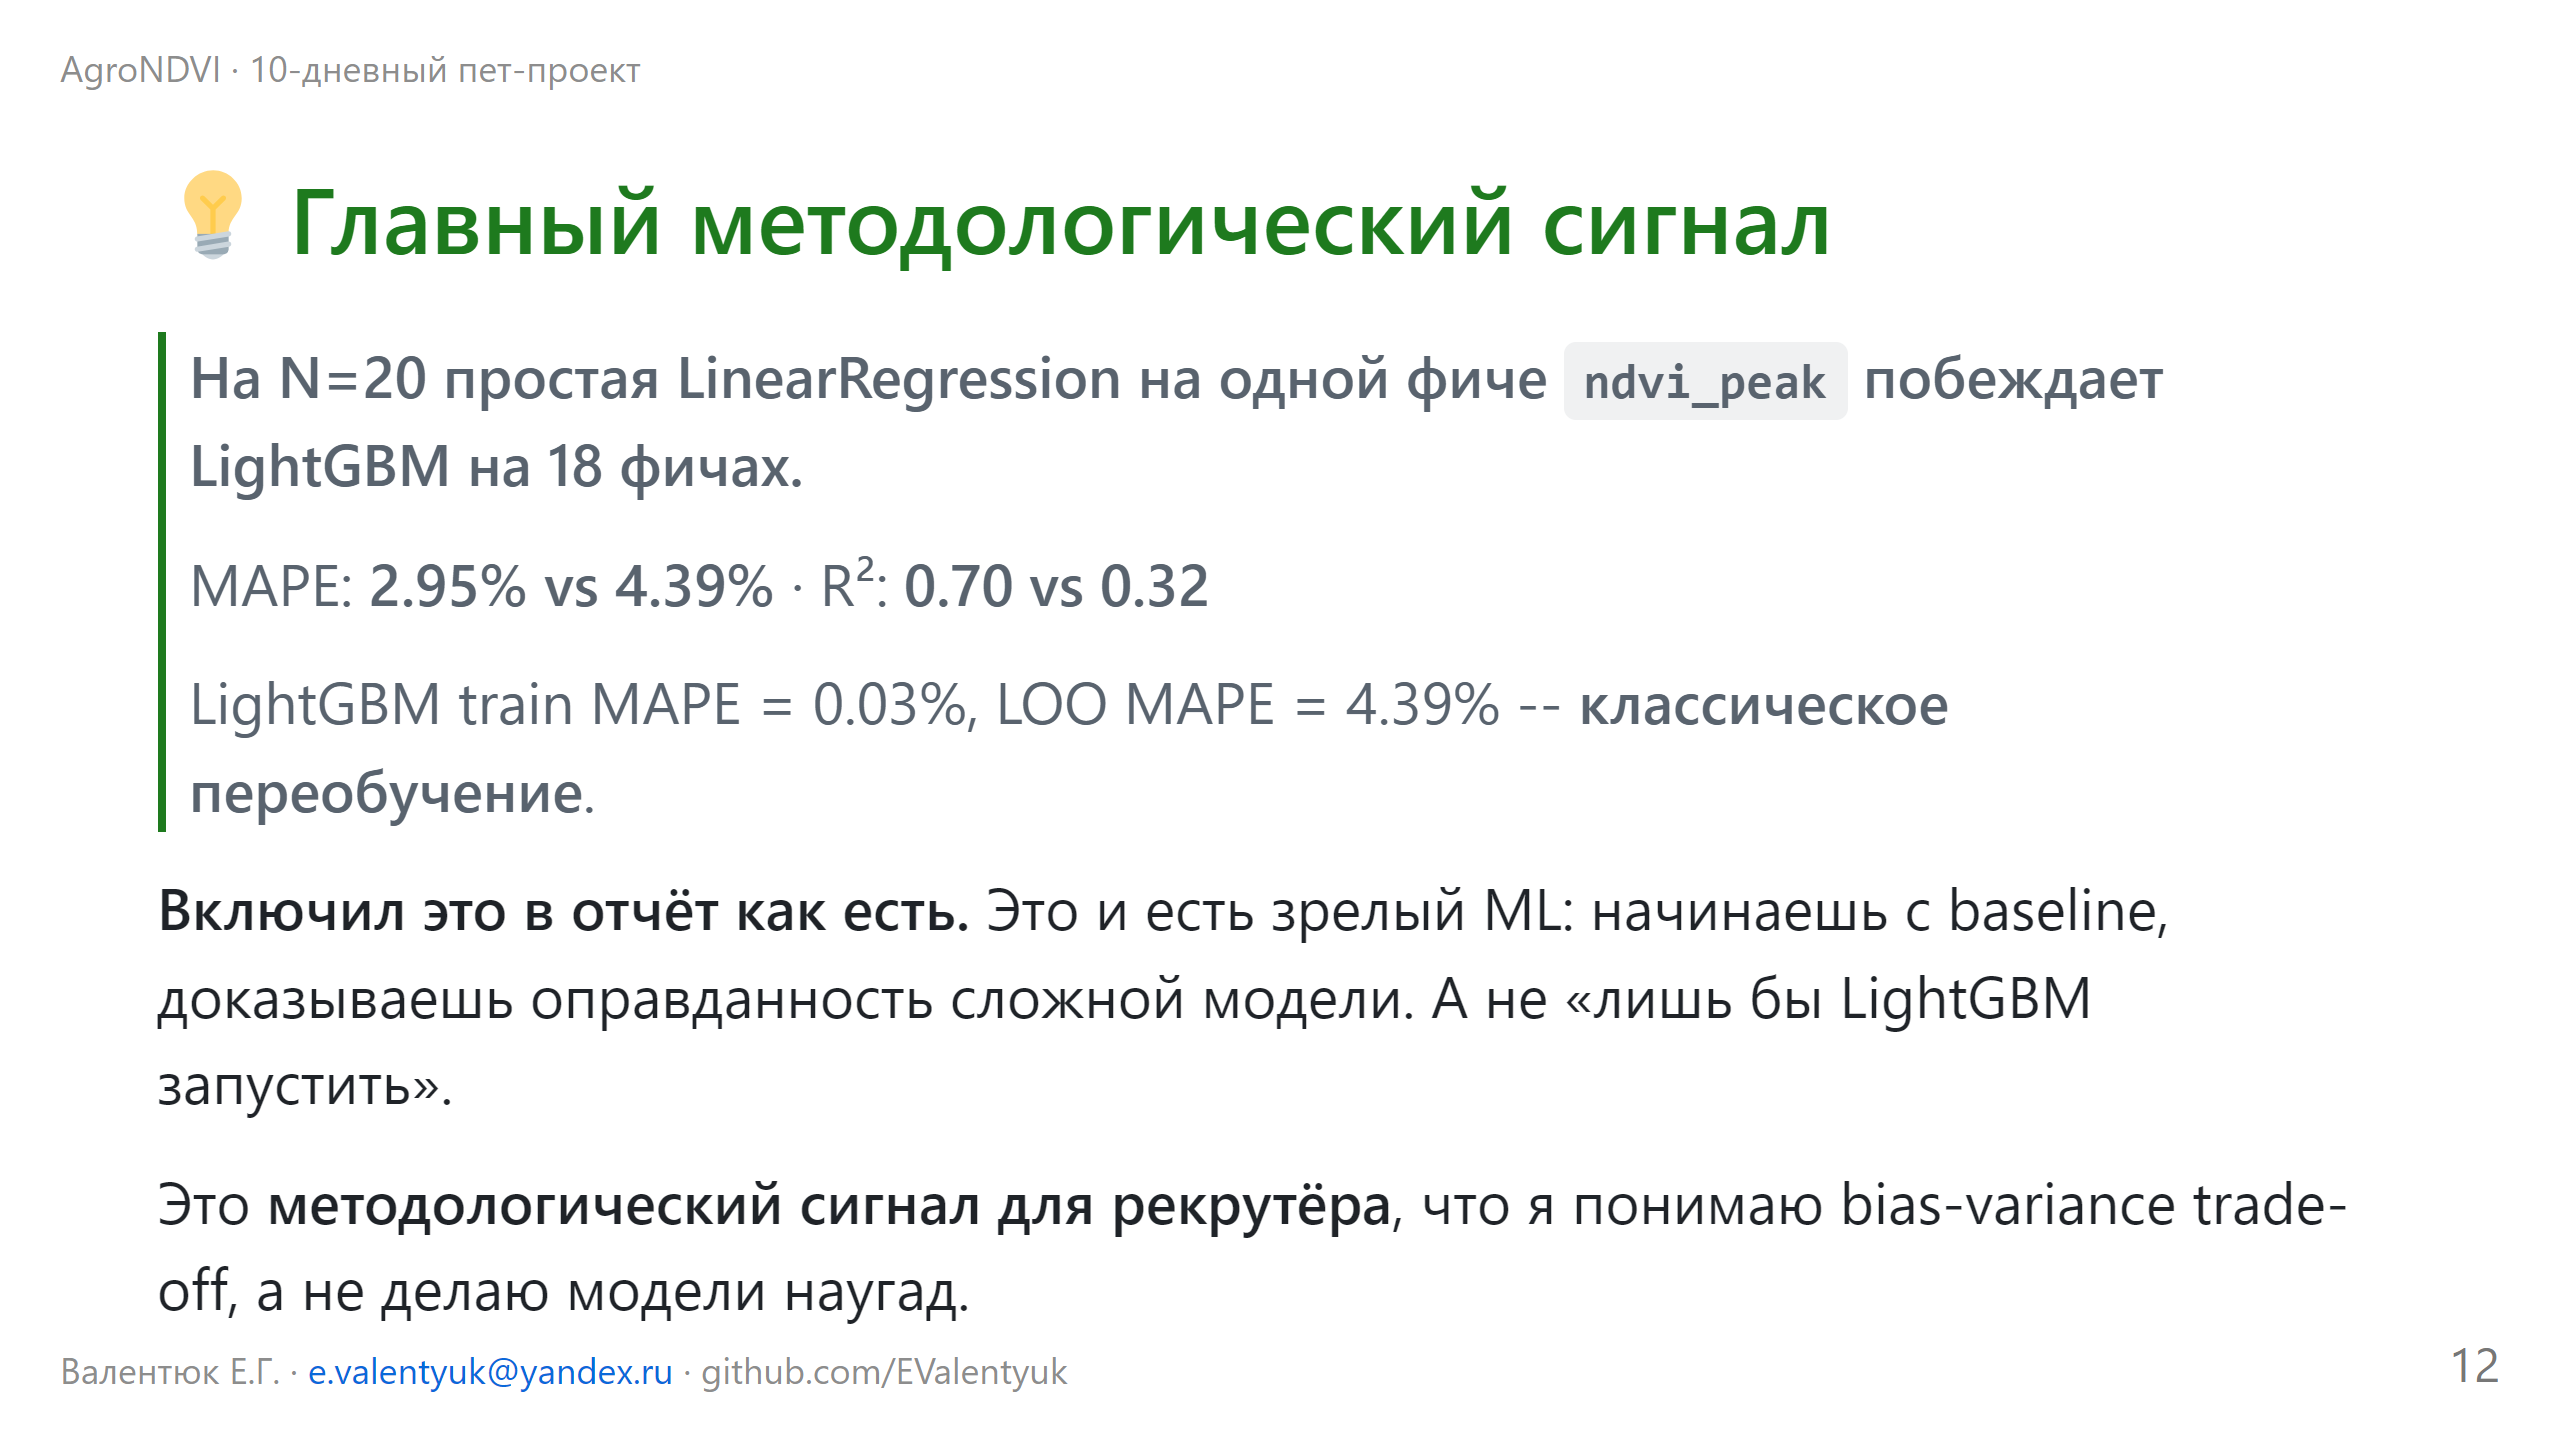 AgroNDVI · 10-дневный пет-проект
💡 Главный методологический сигнал
На N=20 простая LinearRegression на одной фиче ndvi_peak побеждает
LightGBM на 18 фичах.
MAPE: 2.95% vs 4.39% · R²: 0.70 vs 0.32
LightGBM train MAPE = 0.03%, LOO MAPE = 4.39% -- классическое
переобучение.
Включил это в отчёт как есть. Это и есть зрелый ML: начинаешь с baseline,
доказываешь оправданность сложной модели. А не «лишь бы LightGBM
запустить».
Это методологический сигнал для рекрутёра, что я понимаю bias-variance trade-
off, а не делаю модели наугад.
Валентюк Е.Г. · e.valentyuk@yandex.ru · github.com/EValentyuk
12